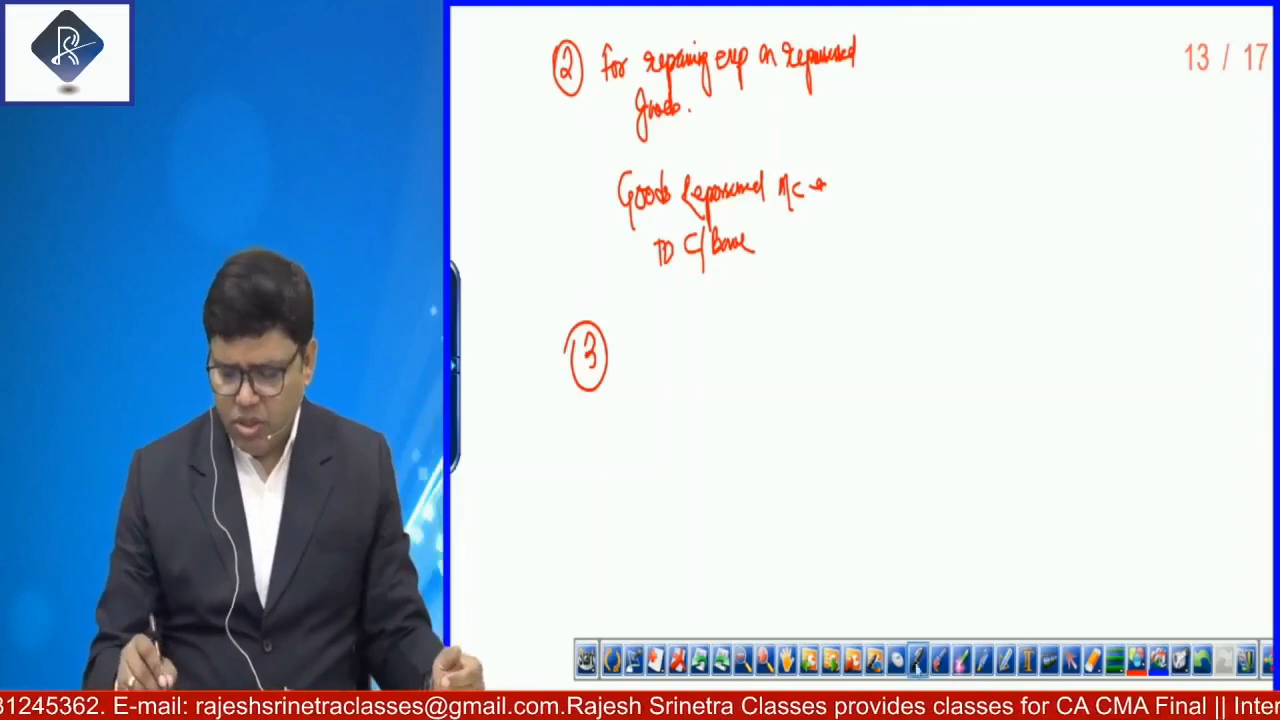 13 / 17
② For repairing exp on repossessed
goods.
Goods Repossessed A/c →
TO C/Bank
③
31245362. E-mail: rajeshsrinetraclasses@gmail.com.Rajesh Srinetra Classes provides classes for CA CMA Final || Inter